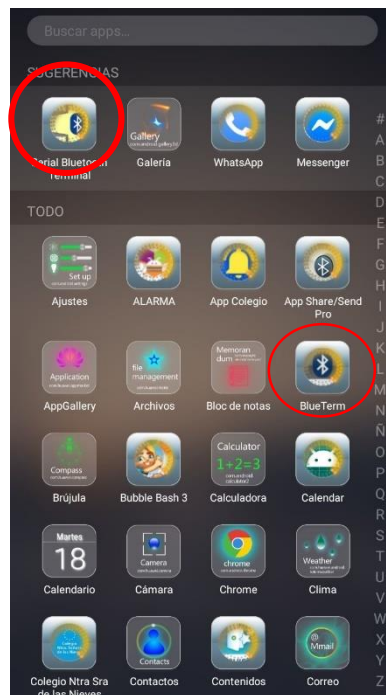 Buscar apps...
SUGERENCIAS
Gallery
Serial Bluetooth Terminal
Galería
WhatsApp
Messenger
TODO
Set up
Ajustes
ALARMA
App Colegio
App Share/Send Pro
Application
file management
Memoran dum
AppGallery
Archivos
Bloc de notas
BlueTerm
Compass
Calculator
1+2=3
Brújula
Bubble Bash 3
Calculadora
Calendar
Martes
18
Camera
chrome
Weather
Calendario
Cámara
Chrome
Clima
Contacts
Mmail
Colegio Ntra Sra de las Nieves
Contactos
Contenidos
Correo
#
A
B
C
D
E
F
G
H
I
J
K
L
M
N
Ñ
O
P
Q
R
S
T
U
V
W
X
Y
Z